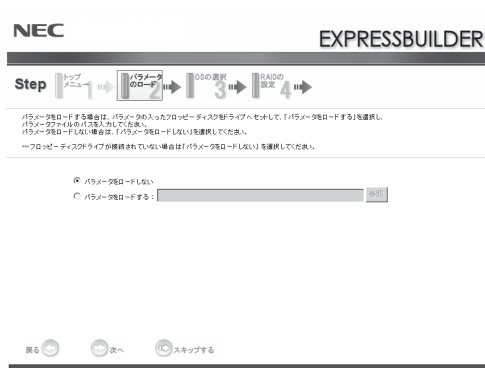 NEC
EXPRESSBUILDER
Step
トップ
メニュー 1
パラメータ
のロード 2
OSの選択
3
RAIDの
設定 4
パラメータをロードする場合は、パラメータの入ったフロッピーディスクをドライブへセットして、「パラメータをロードする」を選択し、
パラメータファイルのパスを入力してください。
パラメータをロードしない場合は、「パラメータをロードしない」を選択してください。
***フロッピーディスクドライブが接続されていない場合は「パラメータをロードしない」を選択してください。
パラメータをロードしない
パラメータをロードする：
戻る
次へ
スキップする